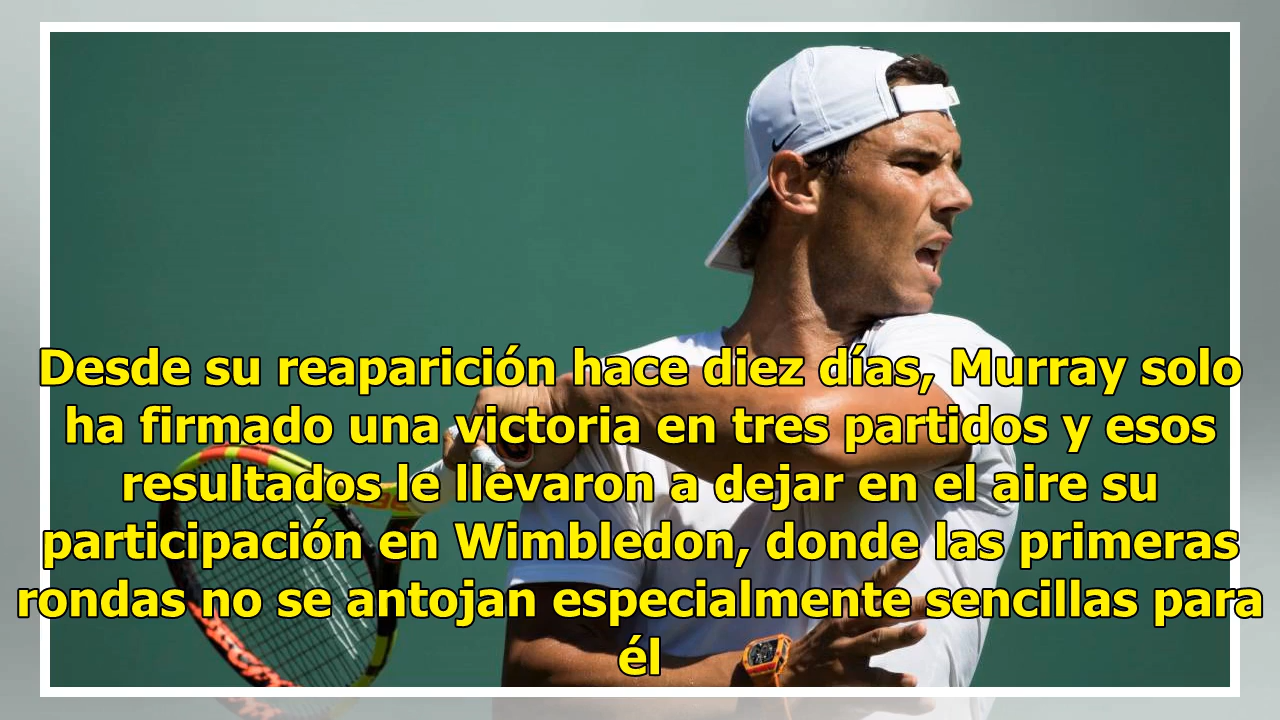 Desde su reaparición hace diez días, Murray solo
ha firmado una victoria en tres partidos y esos
resultados le llevaron a dejar en el aire su
participación en Wimbledon, donde las primeras
rondas no se antojan especialmente sencillas para
él